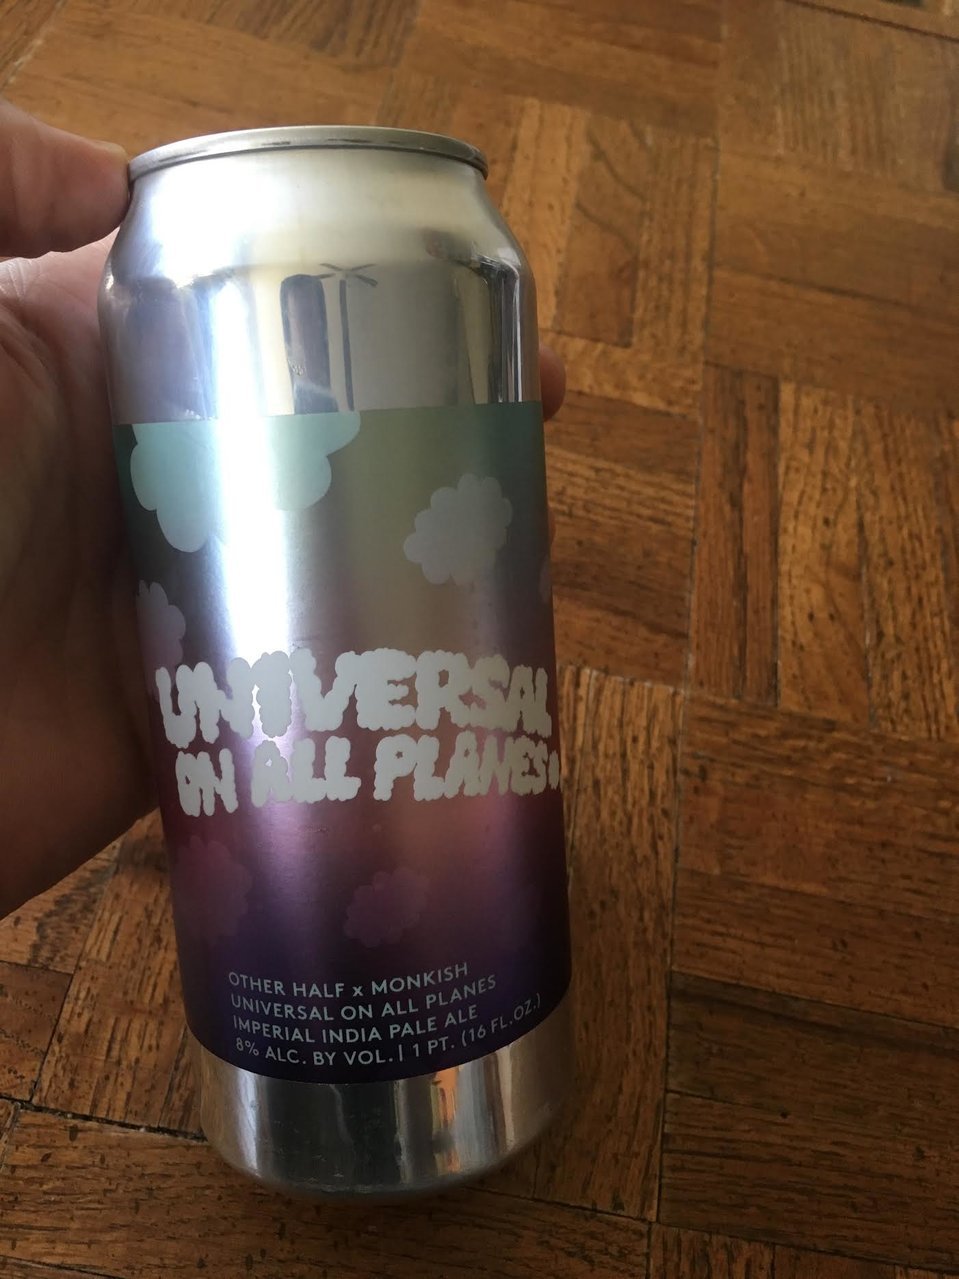 UNIVERSAL
ON ALL PLANES
OTHER HALF x MONKISH
UNIVERSAL ON ALL PLANES
IMPERIAL INDIA PALE ALE
8% ALC. BY VOL. | 1 PT. (16 FL. OZ.)